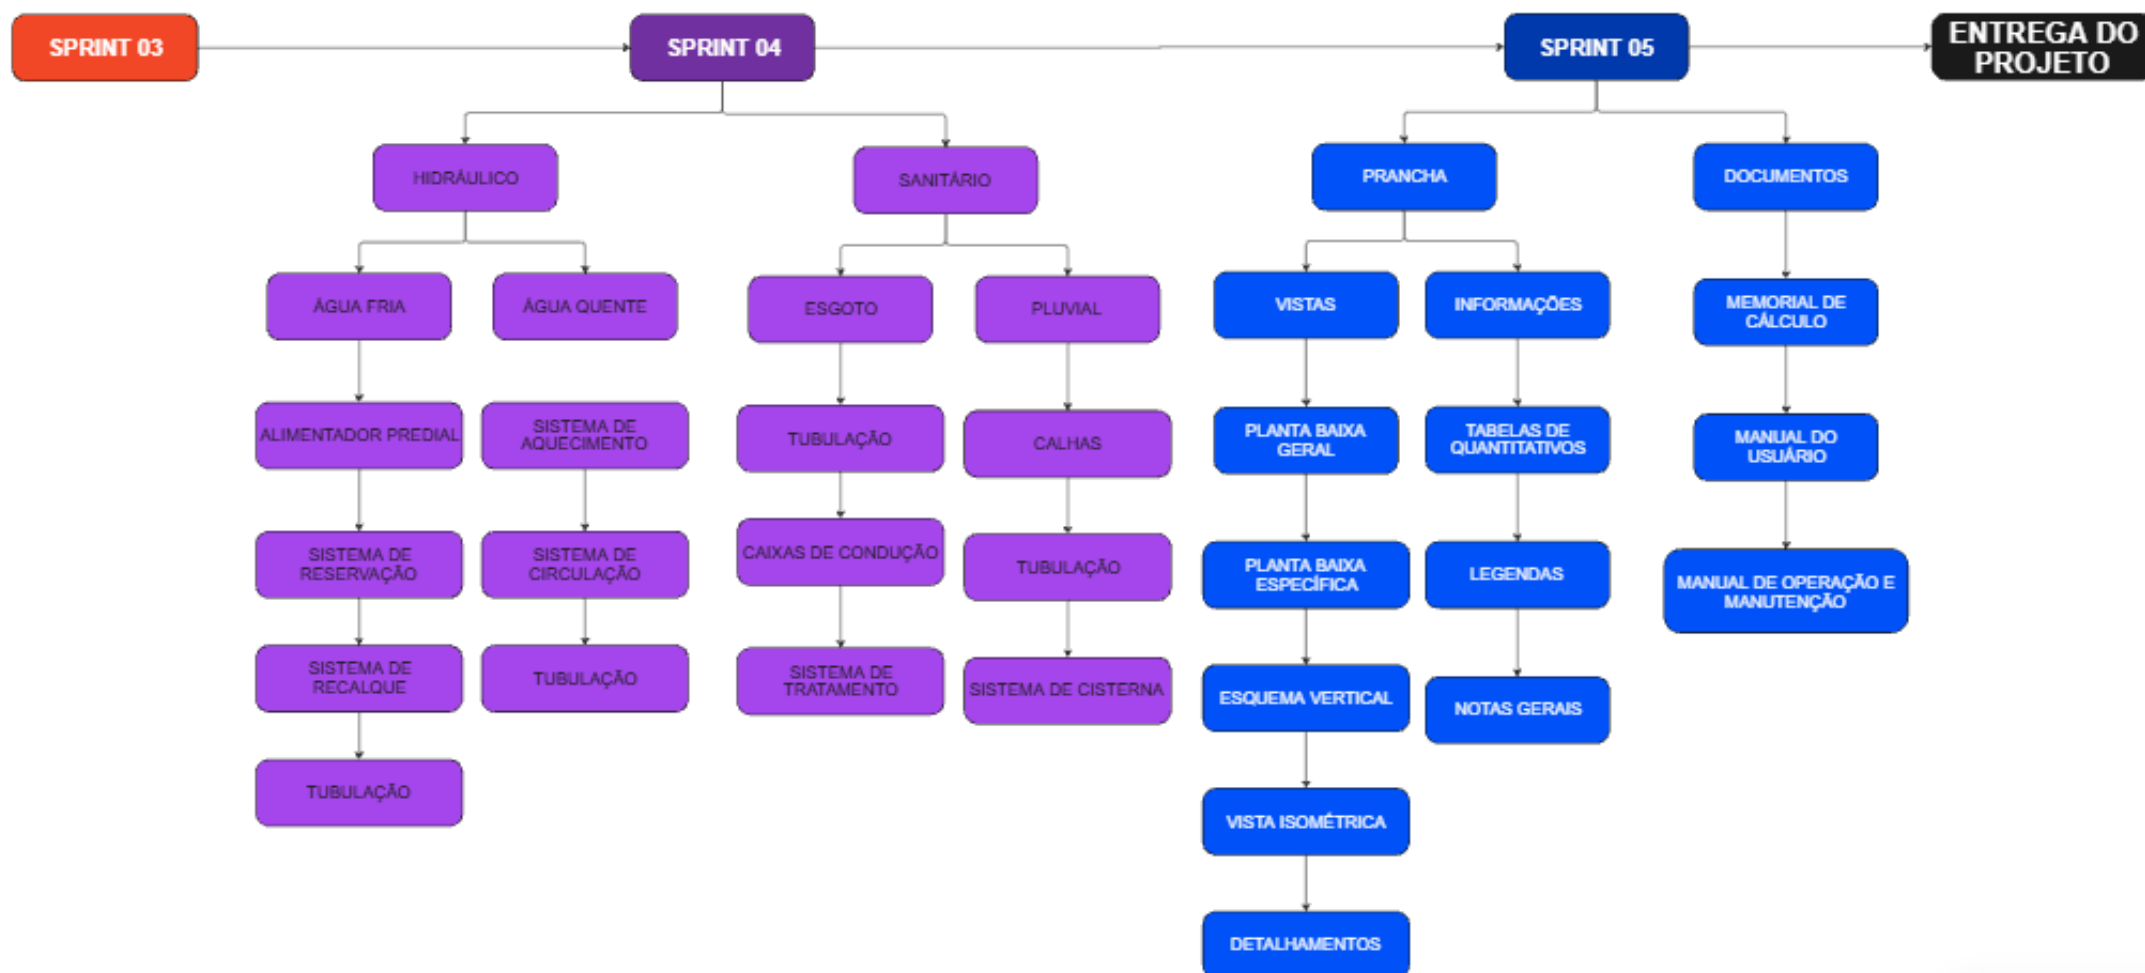 SPRINT 03
SPRINT 04
SPRINT 05
ENTREGA DO
PROJETO
HIDRÁULICO
SANITÁRIO
PRANCHA
DOCUMENTOS
ÁGUA FRIA
ÁGUA QUENTE
ESGOTO
PLUVIAL
VISTAS
INFORMAÇÕES
MEMORIAL DE
CÁLCULO
ALIMENTADOR PREDIAL
SISTEMA DE
AQUECIMENTO
TUBULAÇÃO
CALHAS
PLANTA BAIXA
GERAL
TABELAS DE
QUANTITATIVOS
MANUAL DO
USUÁRIO
SISTEMA DE
RESERVAÇÃO
SISTEMA DE
CIRCULAÇÃO
CAIXAS DE CONDUÇÃO
TUBULAÇÃO
PLANTA BAIXA
ESPECÍFICA
LEGENDAS
MANUAL DE OPERAÇÃO E
MANUTENÇÃO
SISTEMA DE
RECALQUE
TUBULAÇÃO
SISTEMA DE
TRATAMENTO
SISTEMA DE CISTERNA
ESQUEMA VERTICAL
NOTAS GERAIS
TUBULAÇÃO
VISTA ISOMÉTRICA
DETALHAMENTOS